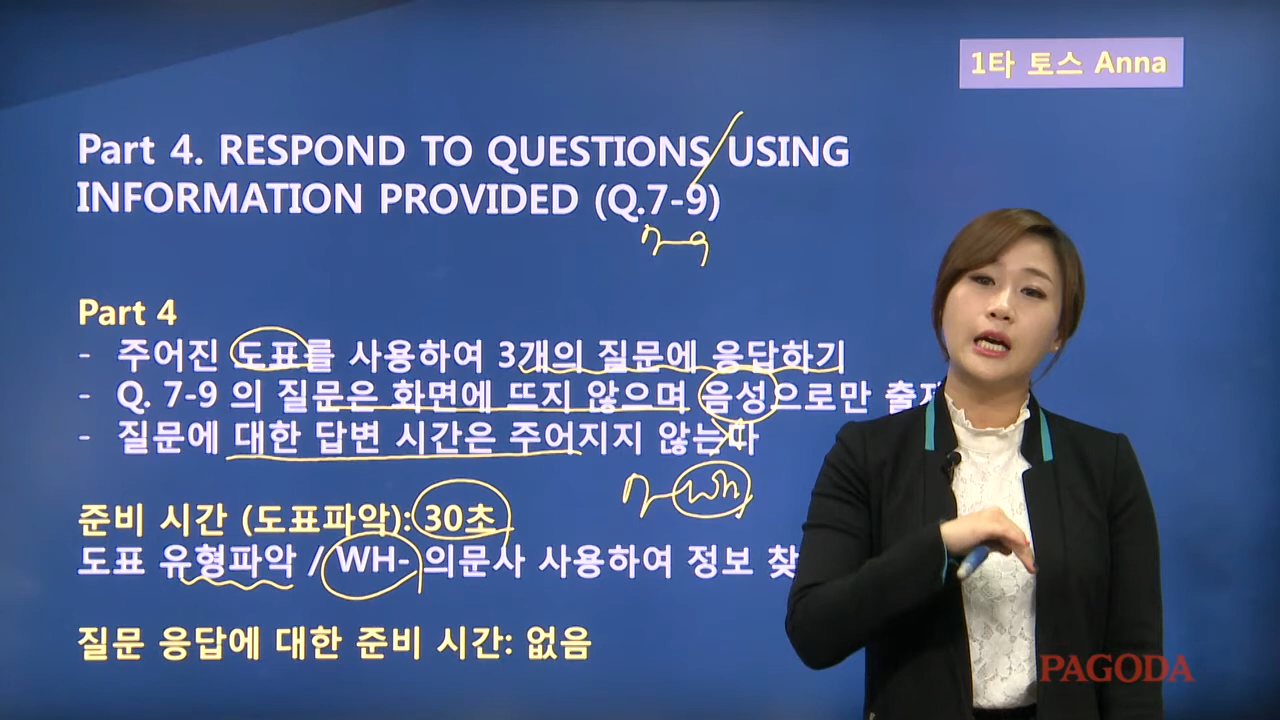 1타 토스 Anna
Part 4. RESPOND TO QUESTIONS USING
INFORMATION PROVIDED (Q.7-9)
7-9
Part 4
- 주어진 도표를 사용하여 3개의 질문에 응답하기
- Q. 7-9 의 질문은 화면에 뜨지 않으며 음성으로만
- 질문에 대한 답변 시간은 주어지지 않는다
Wh
준비 시간 (도표파악): 30초
도표 유형파악 / WH- 의문사 사용하여 정보 찾
질문 응답에 대한 준비 시간: 없음
PAGODA